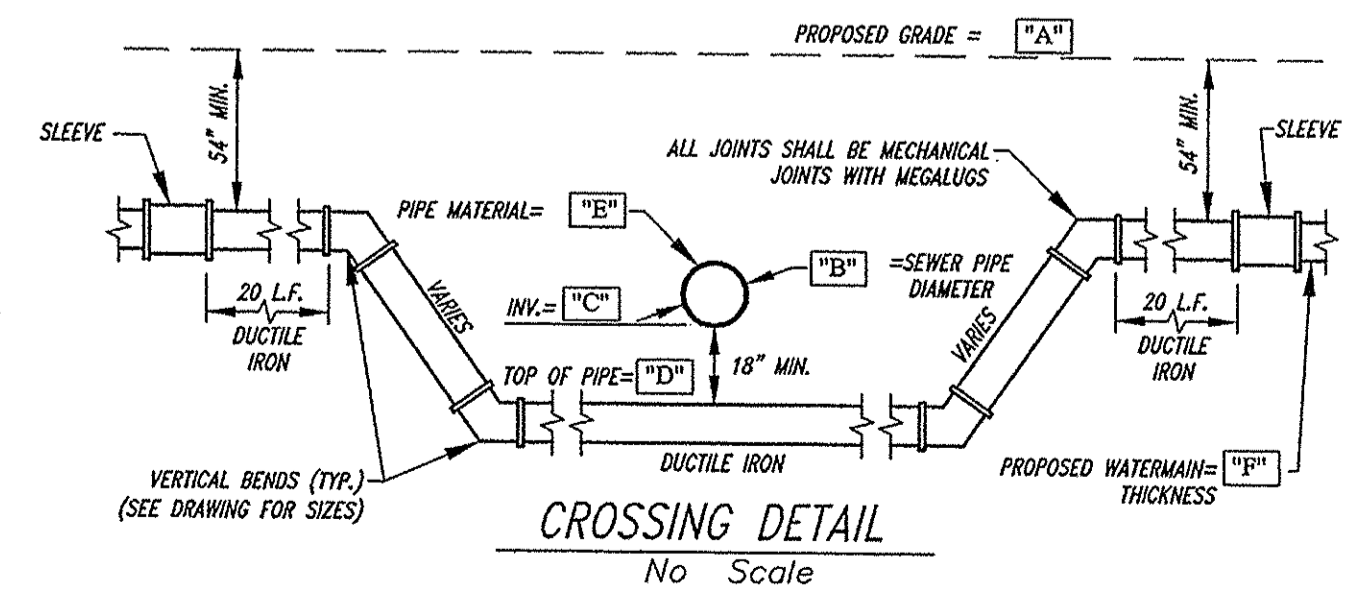 PROPOSED GRADE = "A"
54" MIN.
SLEEVE
ALL JOINTS SHALL BE MECHANICAL
JOINTS WITH MEGALUGS
54" MIN.
SLEEVE
PIPE MATERIAL= "E"
"B" =SEWER PIPE
DIAMETER
INV.= "C"
20 L.F.
DUCTILE
IRON
VARIES
VARIES
20 L.F.
DUCTILE
IRON
TOP OF PIPE= "D"
18" MIN.
DUCTILE IRON
VERTICAL BENDS (TYP.)
(SEE DRAWING FOR SIZES)
PROPOSED WATERMAIN= "F"
THICKNESS
CROSSING DETAIL
No Scale